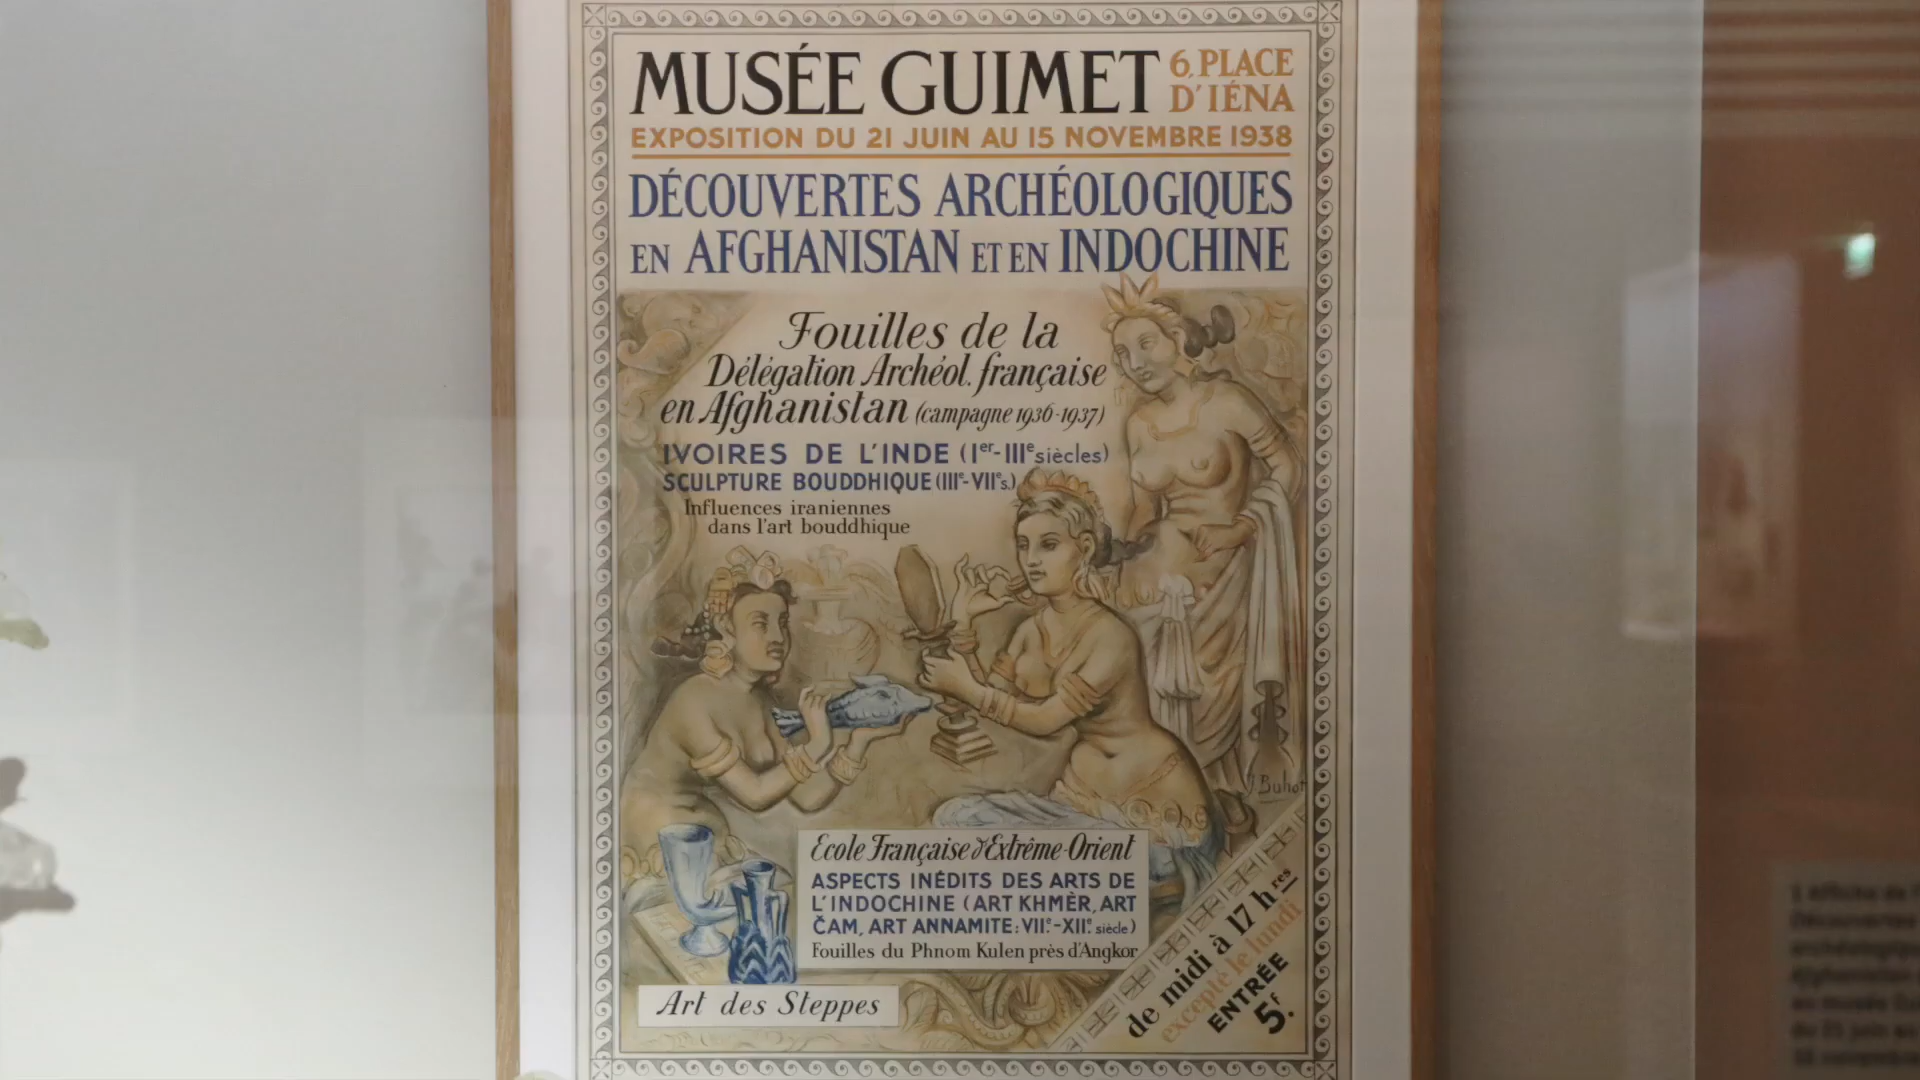 MUSÉE GUIMET
6, PLACE
D'IÉNA
EXPOSITION DU 21 JUIN AU 15 NOVEMBRE 1938
DÉCOUVERTES ARCHÉOLOGIQUES
EN AFGHANISTAN ET EN INDOCHINE
Fouilles de la
Délégation Archéol. française
en Afghanistan (campagne 1936-1937)
IVOIRES DE L'INDE (Ier-IIIe siècles)
SCULPTURE BOUDDHIQUE (IIIe-VIIe s.)
Influences iraniennes
dans l'art bouddhique
J. Buhot
Ecole Française d'Extrême-Orient
ASPECTS INÉDITS DES ARTS DE
L'INDOCHINE (ART KHMÈR, ART
ČAM, ART ANNAMITE: VIIe-XIIe siècle)
Fouilles du Phnom Kulen près d'Angkor
Art des Steppes
de midi à 17 hres
excepté le lundi
ENTRÉE
5f.